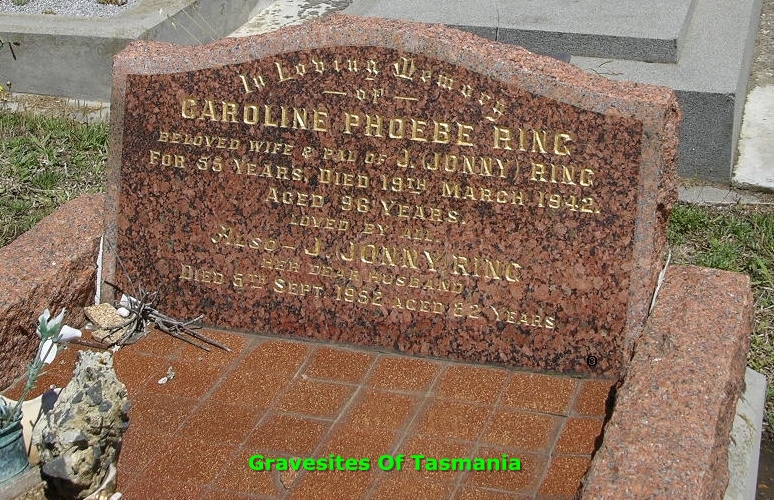 In Loving Memory
— OF —
CAROLINE PHOEBE RING
BELOVED WIFE & PAL OF J. (JONNY) RING
FOR 55 YEARS, DIED 19TH MARCH 1942.
AGED 96 YEARS.
LOVED BY ALL.
ALSO — J. JONNY RING
HER DEAR HUSBAND
DIED 5TH SEPT. 1952 AGED 82 YEARS
Gravesites Of Tasmania